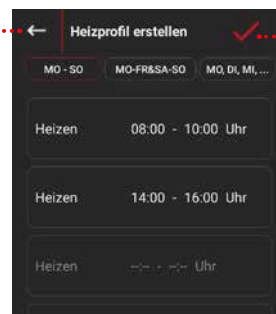 Heizprofil erstellen
MO - SO MO-FR&SA-SO MO, DI, MI, ...
Heizen 08:00 - 10:00 Uhr
Heizen 14:00 - 16:00 Uhr
Heizen --:-- - --:-- Uhr